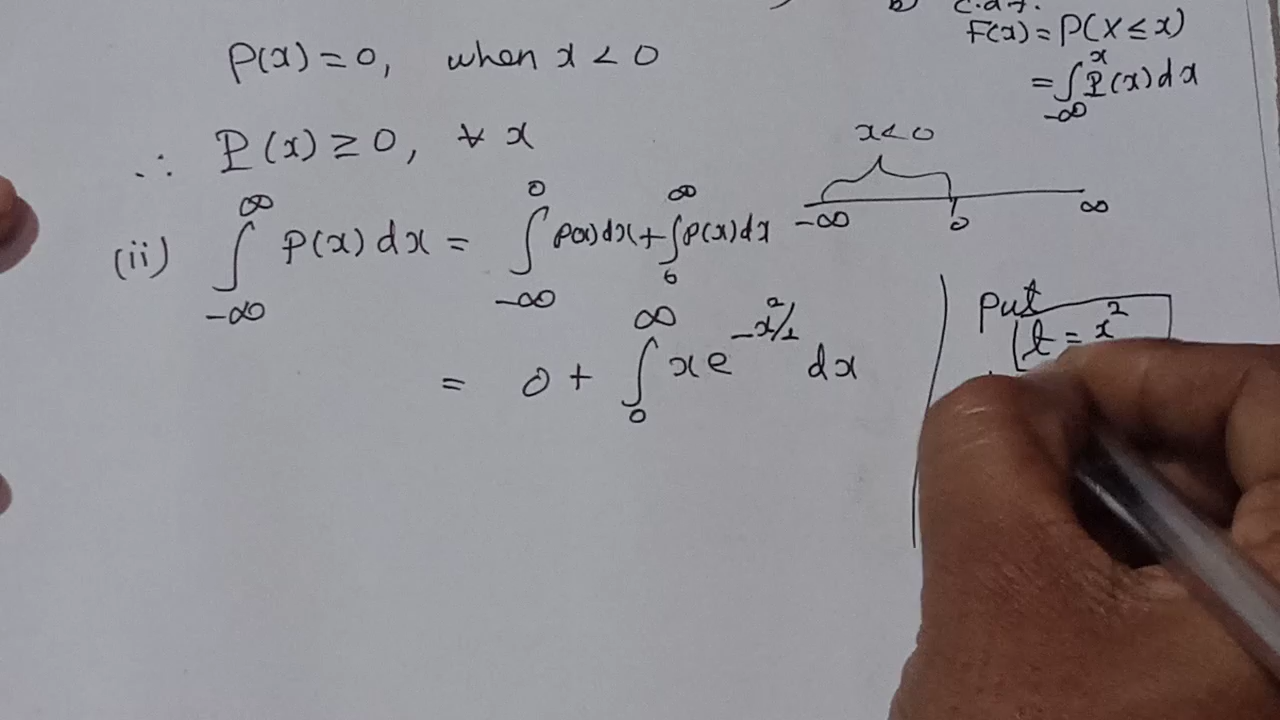 b) c.d.f.
F(x) = P(X ≤ x)
= ∫_{-∞}^{x} P(x) dx
P(x) = 0, when x < 0
∴ P(x) ≥ 0, ∀ x
x < 0
-∞ 0 ∞
(ii) ∫_{-∞}^{∞} P(x) dx = ∫_{-∞}^{0} P(x) dx + ∫_{0}^{∞} P(x) dx
= 0 + ∫_{0}^{∞} x e^{-x²/2} dx
Put
t = x²